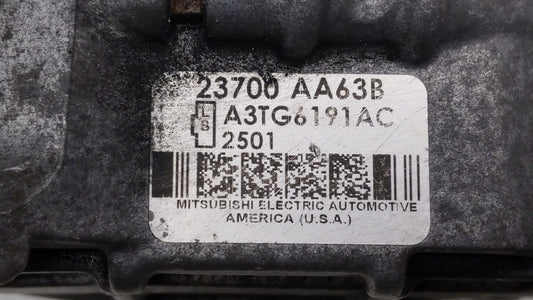 23700 AA63B
L
S
A3TG6191AC
2501
MITSUBISHI ELECTRIC AUTOMOTIVE
AMERICA (U.S.A.)